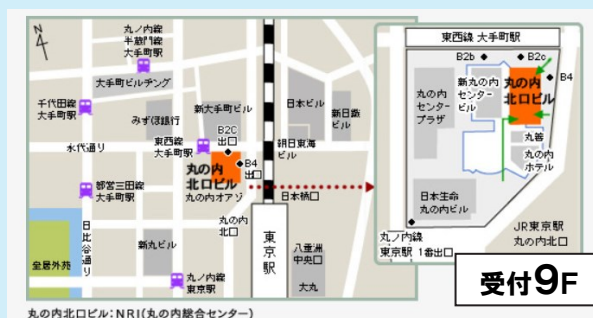 丸ノ内線
半蔵門線
大手町駅
大手町ビルヂング
千代田線
大手町駅
みずほ銀行
新大手町ビル
日本ビル
新日鐵
ビル
東西線
大手町駅
B2C
出口
朝日東海
ビル
永代通り
B4
出口
丸の内
北口ビル
丸の内オアゾ
日本橋口
都営三田線
大手町駅
日比谷通り
丸の内
北口
新丸ビル
東京駅
八重洲
中央口
皇居外苑
丸ノ内線
東京駅
大丸
東西線 大手町駅
B2b
B2c
B4
丸の内
センター
プラザ
新丸の内
センター
ビル
丸の内
北口ビル
丸善
丸の内
ホテル
日本生命
丸の内ビル
JR東京駅
丸の内北口
丸ノ内線
東京駅 1番出口
受付9F
丸の内北口ビル:NRI(丸の内総合センター)
N